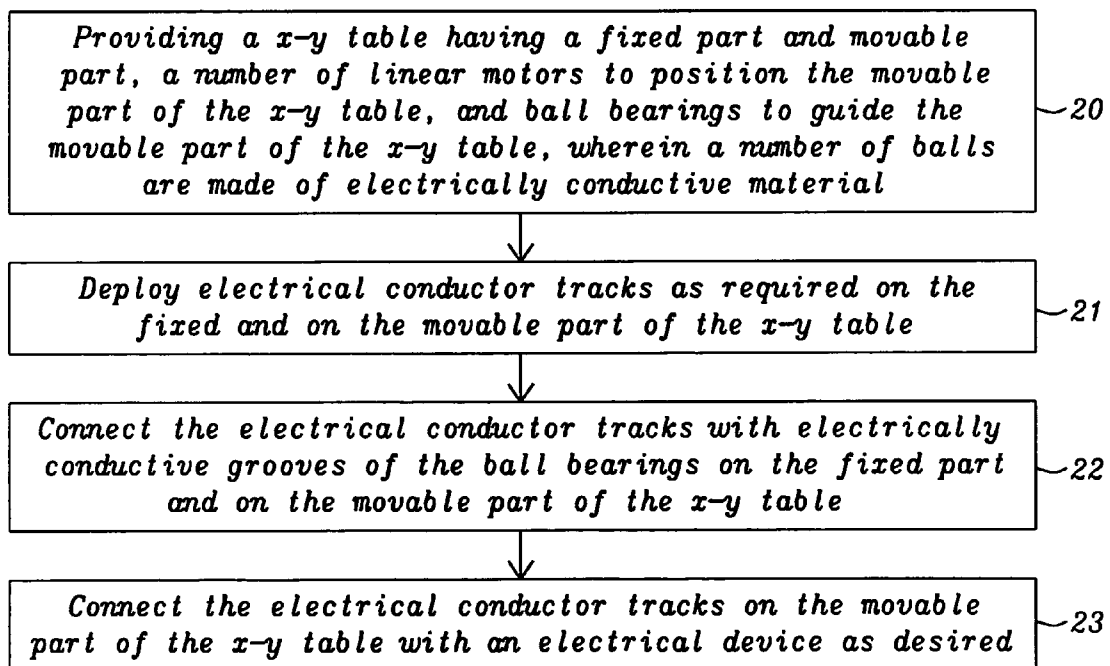 Providing a x-y table having a fixed part and movable
part, a number of linear motors to position the movable
part of the x-y table, and ball bearings to guide the
movable part of the x-y table, wherein a number of balls
are made of electrically conductive material
20
Deploy electrical conductor tracks as required on the
fixed and on the movable part of the x-y table
21
Connect the electrical conductor tracks with electrically
conductive grooves of the ball bearings on the fixed part
and on the movable part of the x-y table
22
Connect the electrical conductor tracks on the movable
part of the x-y table with an electrical device as desired
23